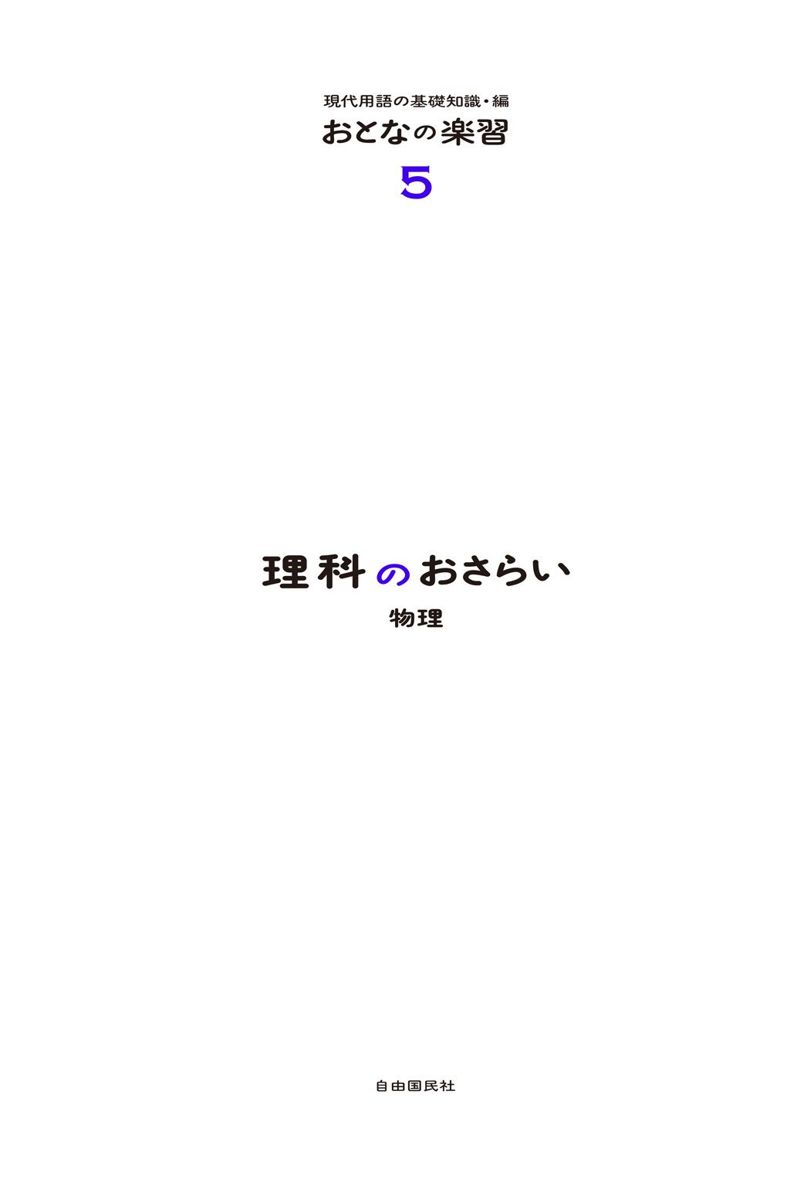 現代用語の基礎知識・編
おとなの楽習
5
理科のおさらい
物理
自由国民社